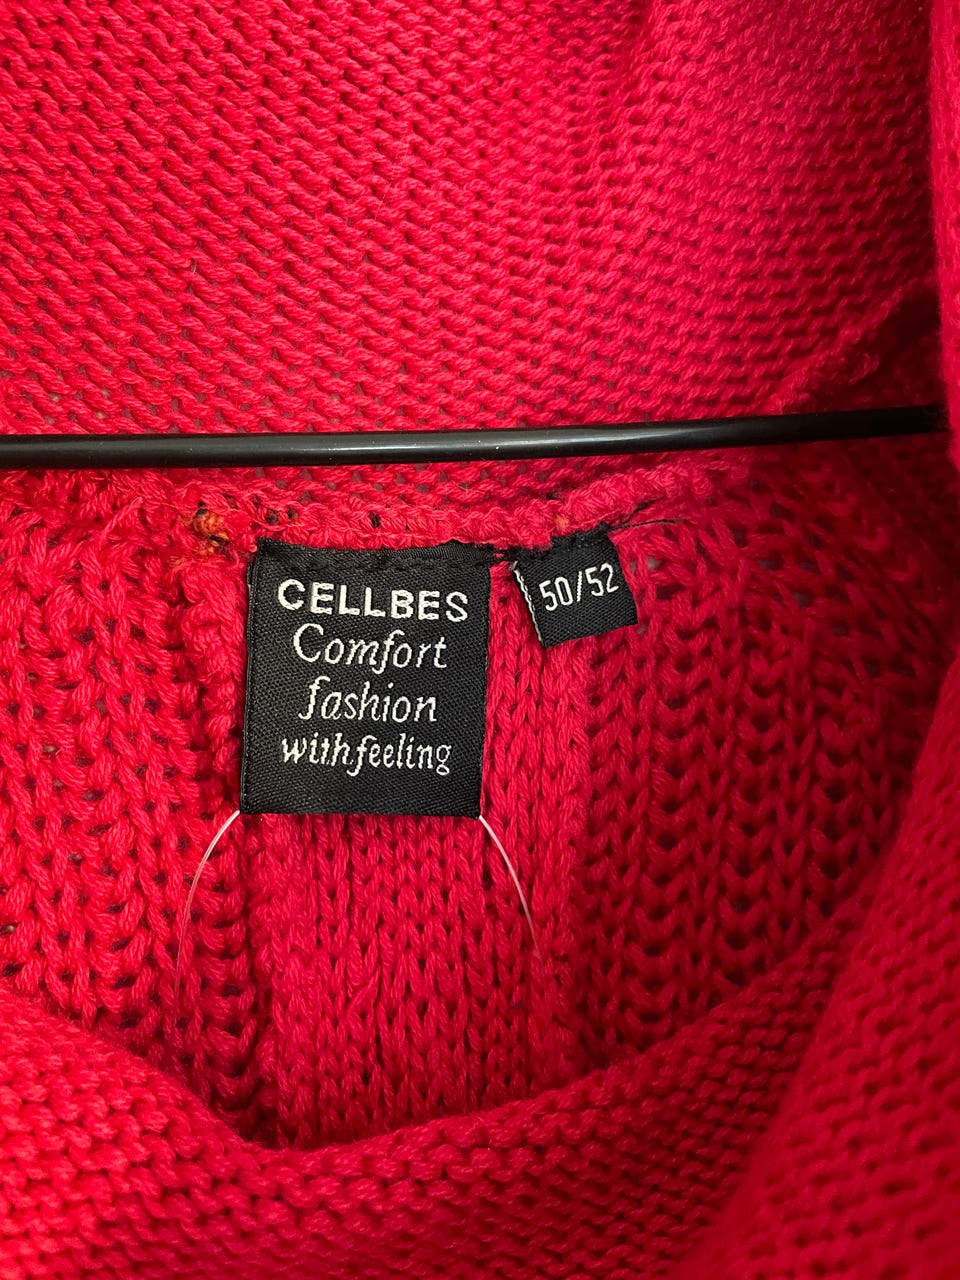 CELLBES
Comfort
fashion
with feeling
50/52